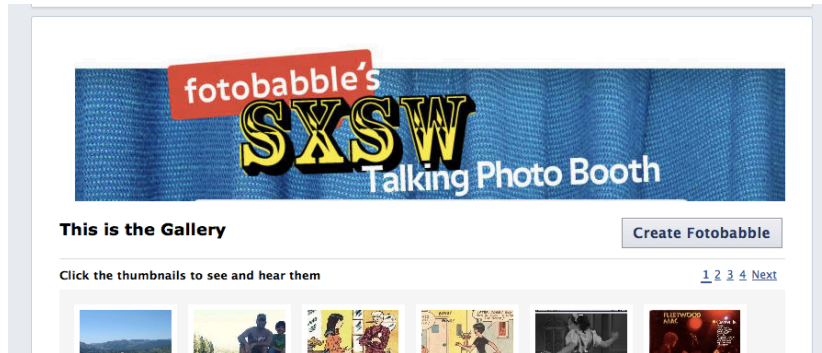 fotobabble's
SXSW
Talking Photo Booth
This is the Gallery
Create Fotobabble
Click the thumbnails to see and hear them
1 2 3 4 Next
FLEETWOOD
MAC